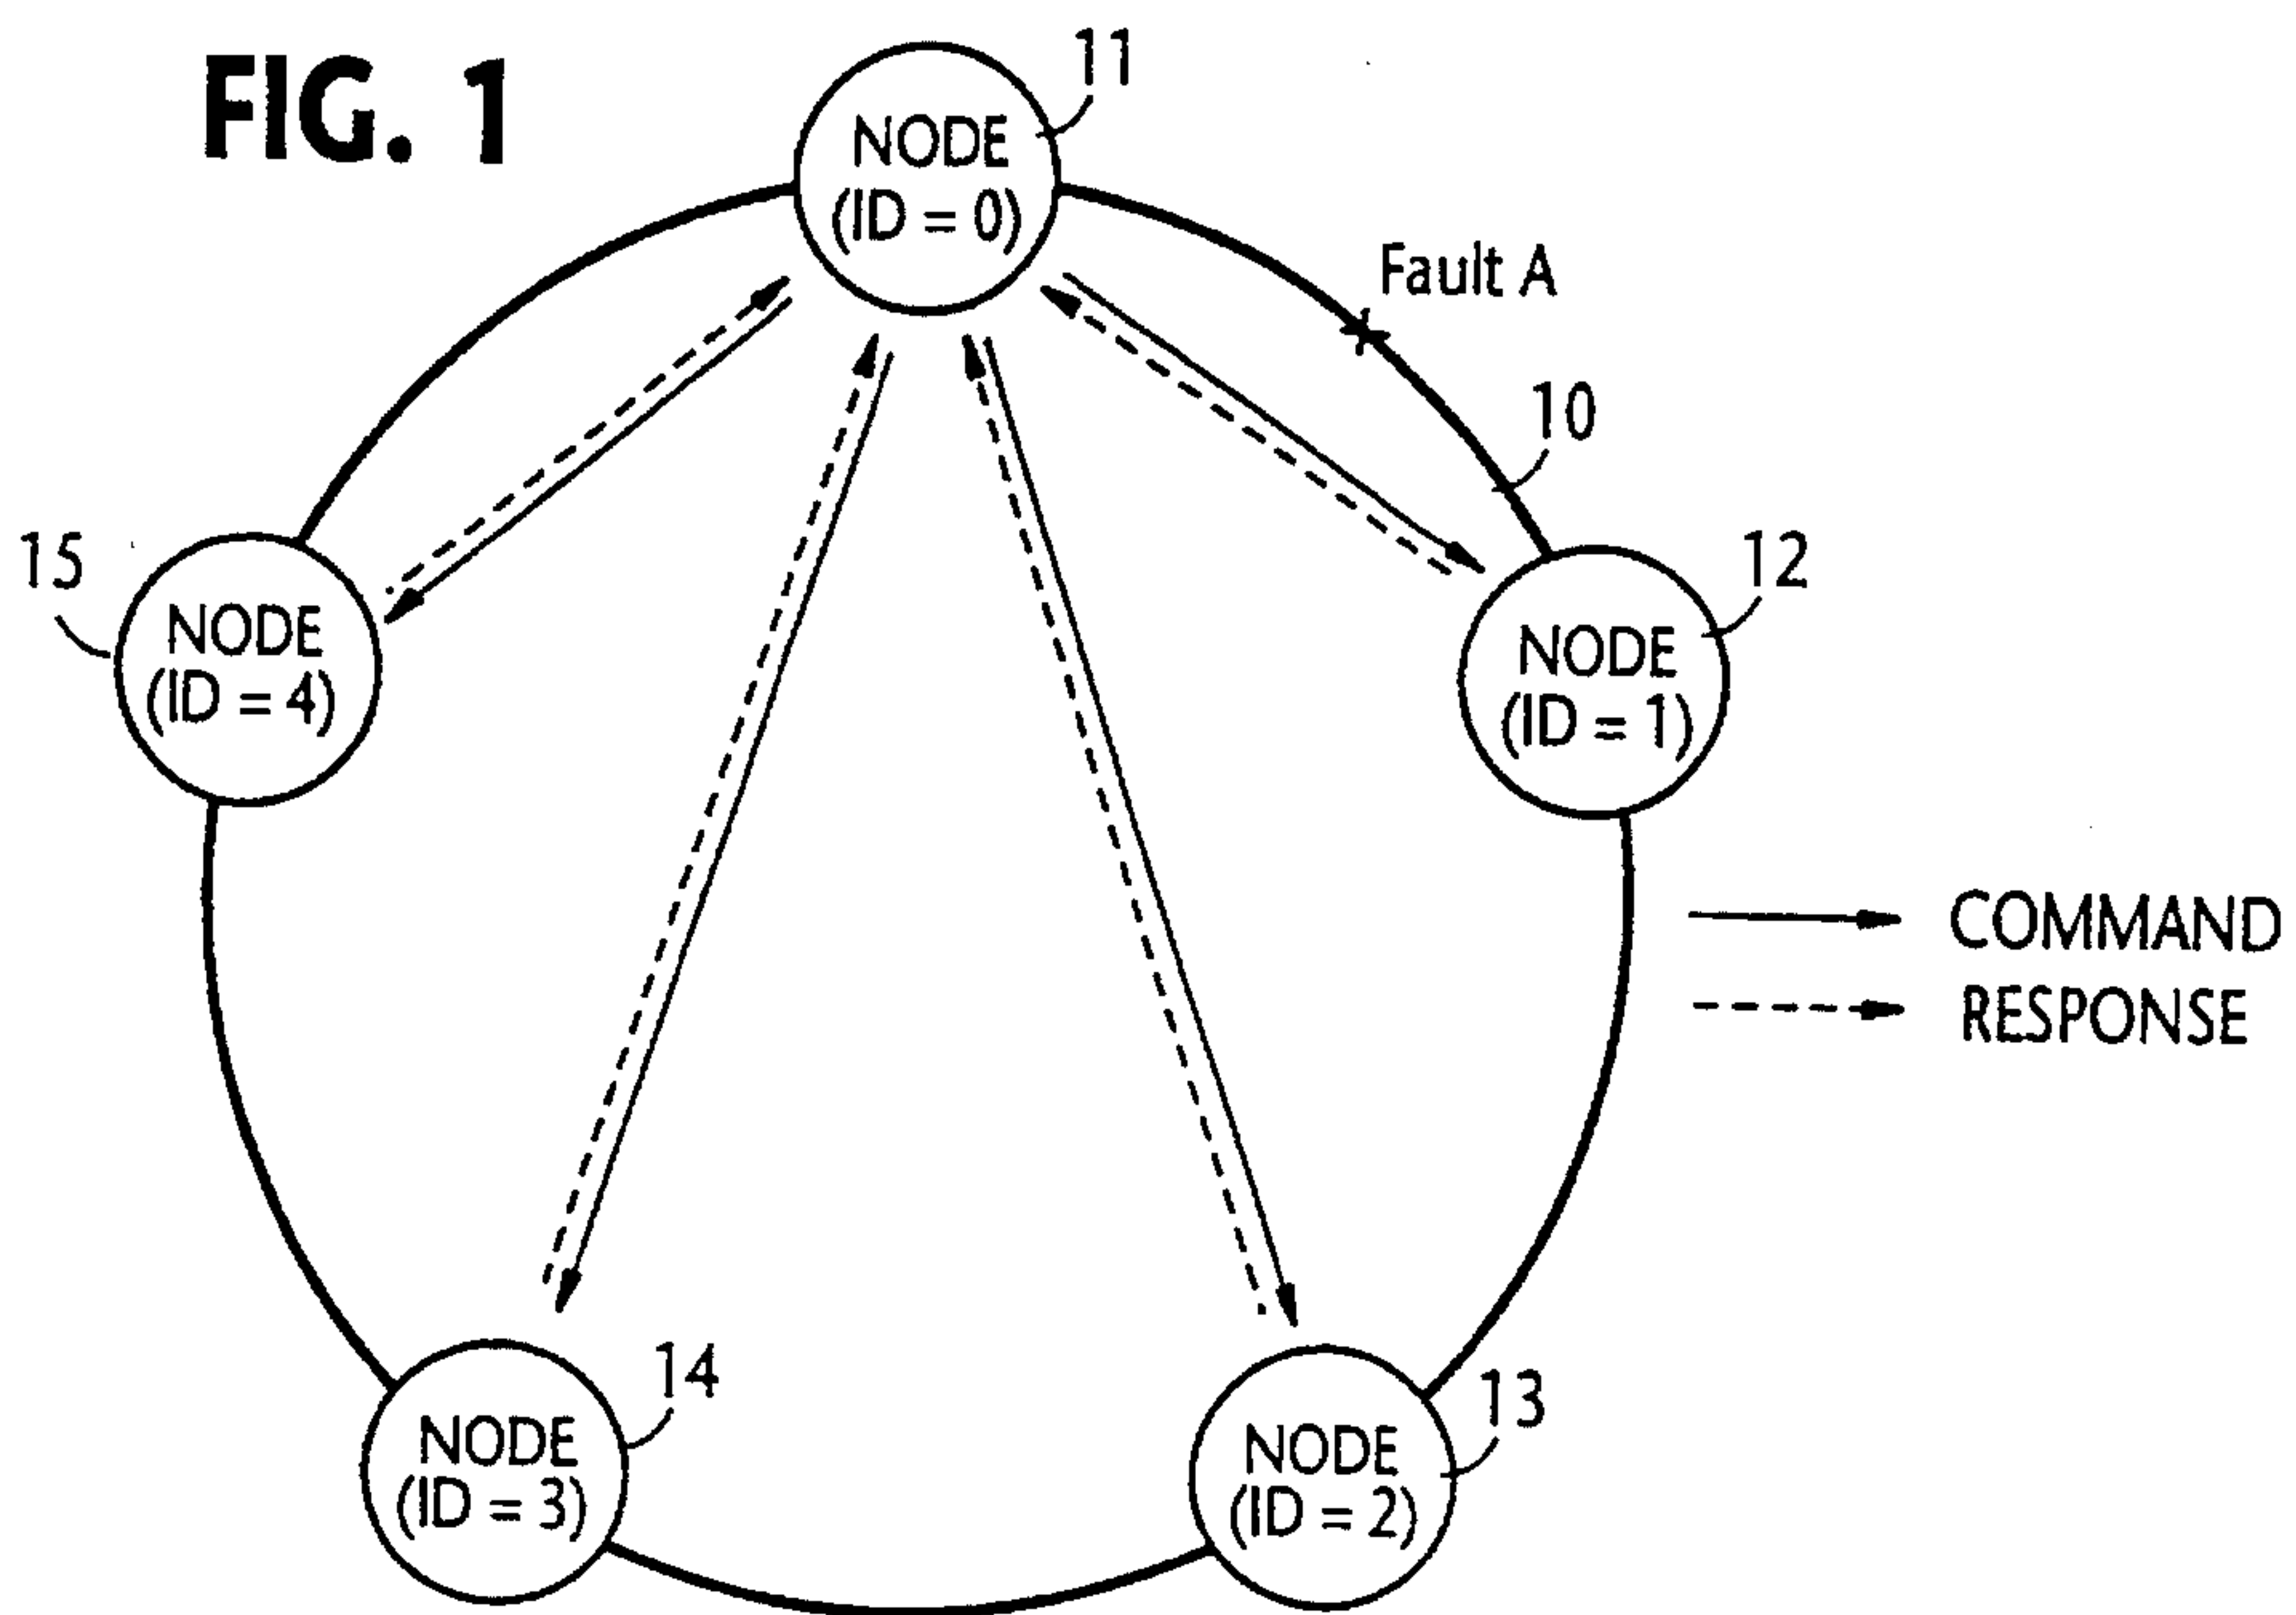 FIG. 1
11
NODE
(ID = 0)
Fault A
10
15
NODE
(ID = 4)
12
NODE
(ID = 1)
COMMAND
RESPONSE
14
NODE
(ID = 3)
13
NODE
(ID = 2)